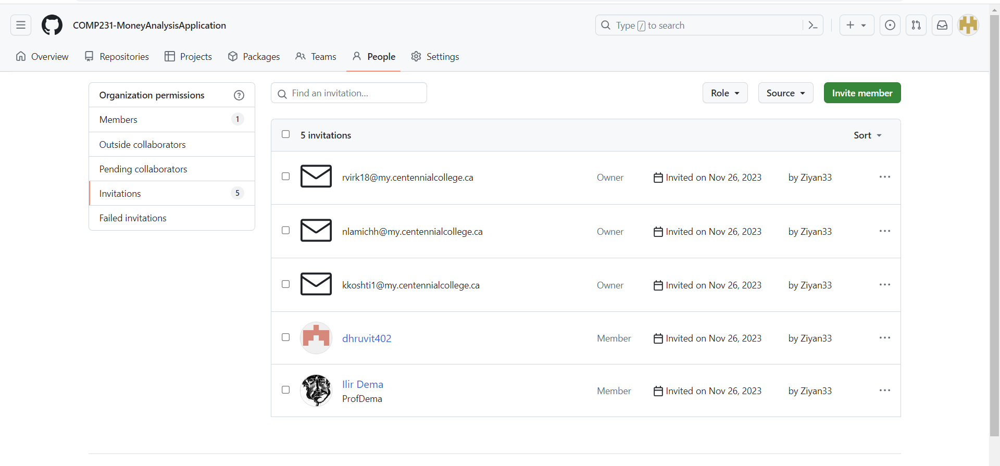 COMP231-MoneyAnalysisApplication
Type / to search
Overview Repositories Projects Packages Teams People Settings
Organization permissions
Members 1
Outside collaborators
Pending collaborators
Invitations 5
Failed invitations
Find an invitation...
Role Source Invite member
5 invitations Sort
rvirk18@my.centennialcollege.ca Owner Invited on Nov 26, 2023 by Ziyan33
nlamichh@my.centennialcollege.ca Owner Invited on Nov 26, 2023 by Ziyan33
kkoshti1@my.centennialcollege.ca Owner Invited on Nov 26, 2023 by Ziyan33
dhruvit402 Member Invited on Nov 26, 2023 by Ziyan33
Ilir Dema
ProfDema Member Invited on Nov 26, 2023 by Ziyan33